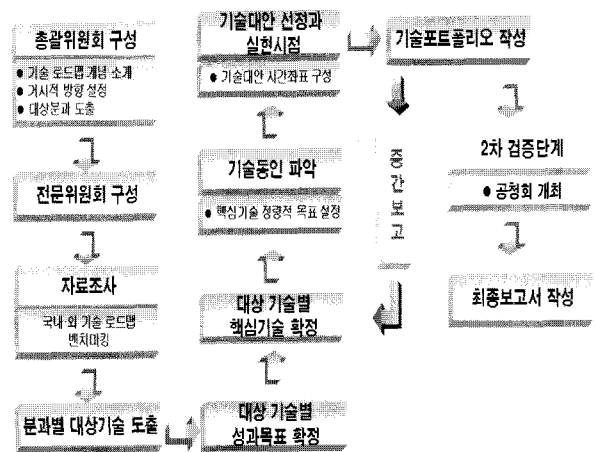 총괄위원회 구성
● 기술 로드맵 개념 소개
● 거시적 방향 설정
● 대상분과 도출
전문위원회 구성
자료조사
국내·외 기술 로드맵
벤치마킹
분과별 대상기술 도출
대상 기술별
성과목표 확정
대상 기술별
핵심기술 확정
기술동인 파악
● 핵심기술 정량적 목표 설정
기술대안 선정과
실현시점
● 기술대안 시간좌표 구성
기술포트폴리오 작성
중
간
보
고
2차 검증단계
● 공청회 개최
최종보고서 작성